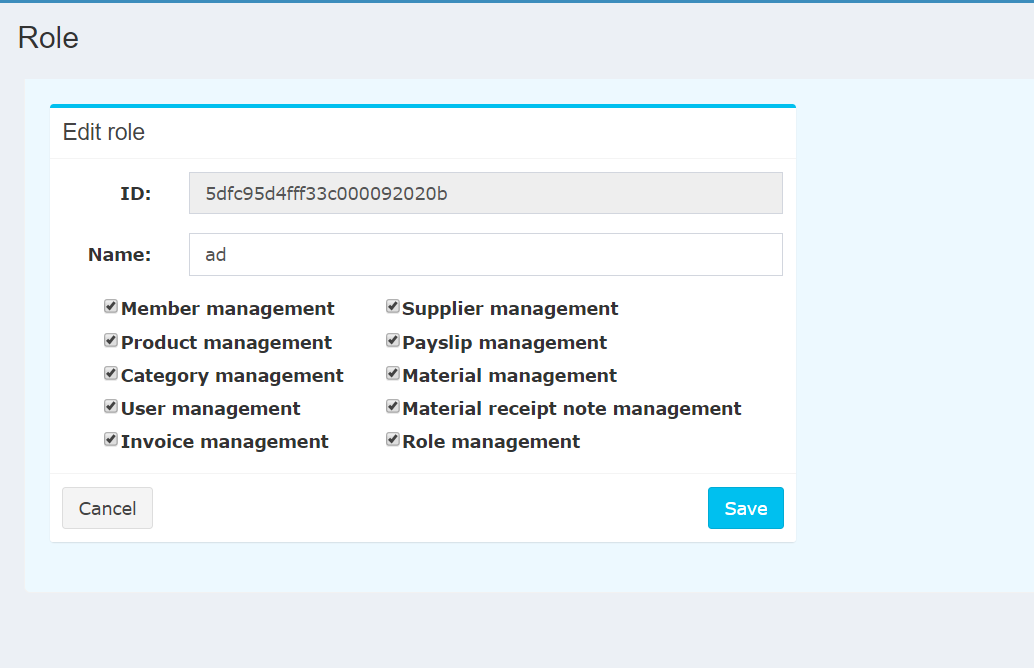 Role
Edit role
ID: 5dfc95d4fff33c000092020b
Name: ad
Member management Supplier management
Product management Payslip management
Category management Material management
User management Material receipt note management
Invoice management Role management
Cancel Save